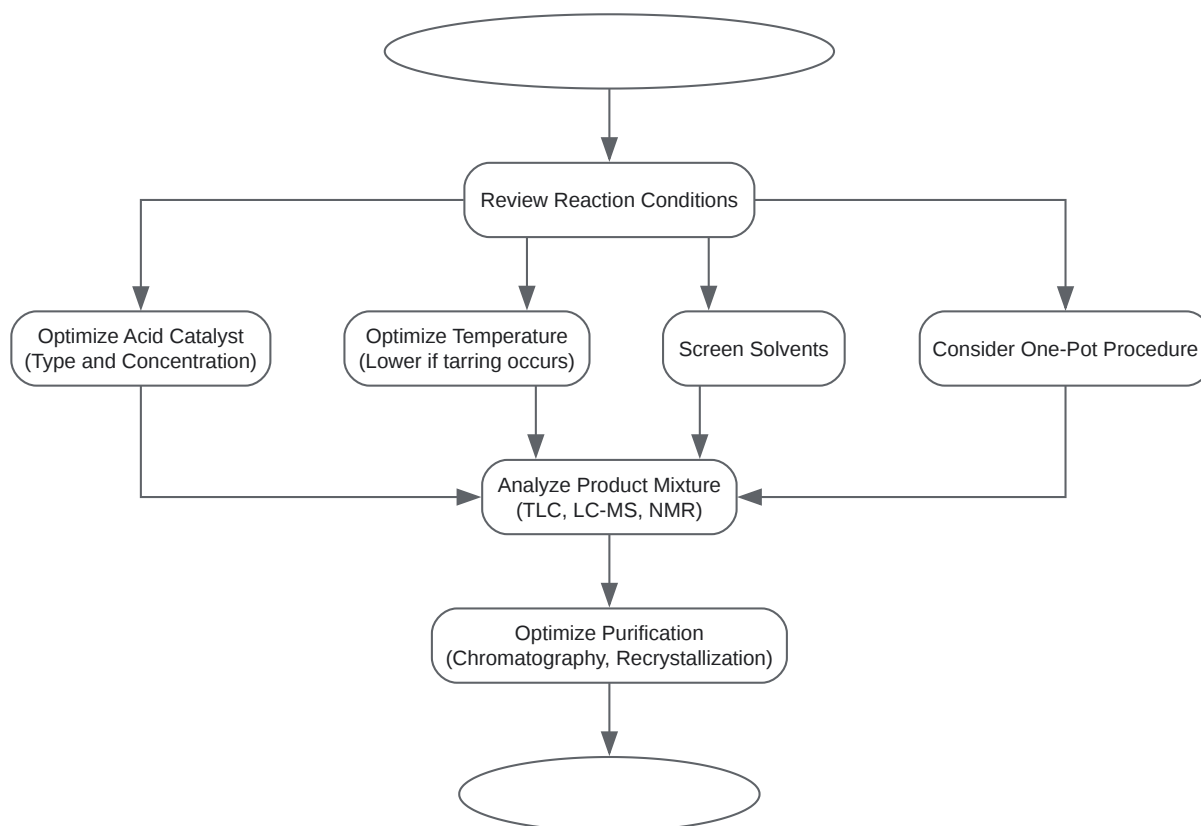 Review Reaction Conditions
Optimize Acid Catalyst
(Type and Concentration)
Optimize Temperature
(Lower if tarring occurs)
Screen Solvents
Consider One-Pot Procedure
Analyze Product Mixture
(TLC, LC-MS, NMR)
Optimize Purification
(Chromatography, Recrystallization)